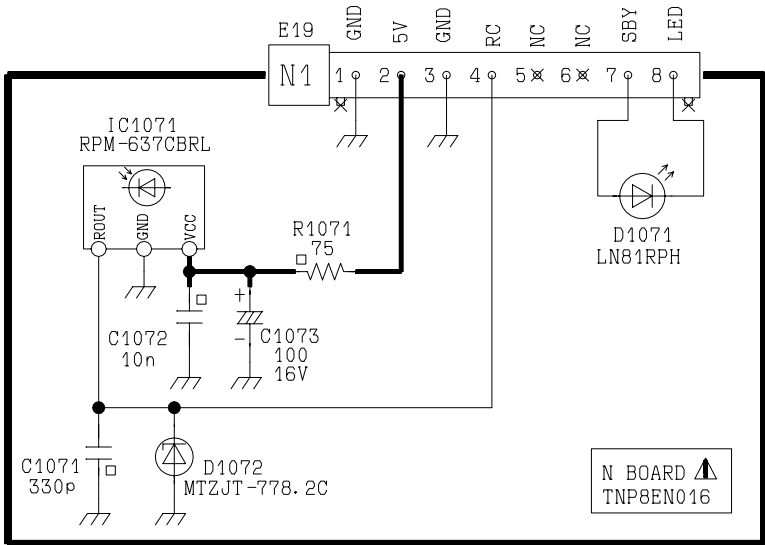 E19
GND
5V
GND
RC
NC
NC
SBY
LED
N1
1
2
3
4
5
6
7
8
IC1071
RPM-637CBRL
ROUT
GND
VCC
R1071
75
D1071
LN81RPH
C1072
10n
+
-
C1073
100
16V
C1071
330p
D1072
MTZJT-778.2C
N BOARD
TNP8EN016